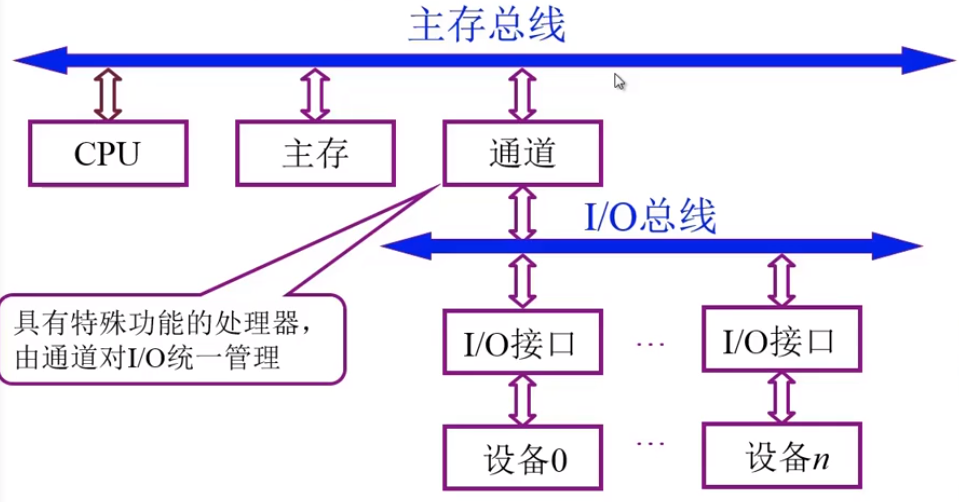 主存总线
CPU
主存
通道
I/O总线
具有特殊功能的处理器，
由通道对I/O统一管理
I/O接口
…
I/O接口
设备0
…
设备n